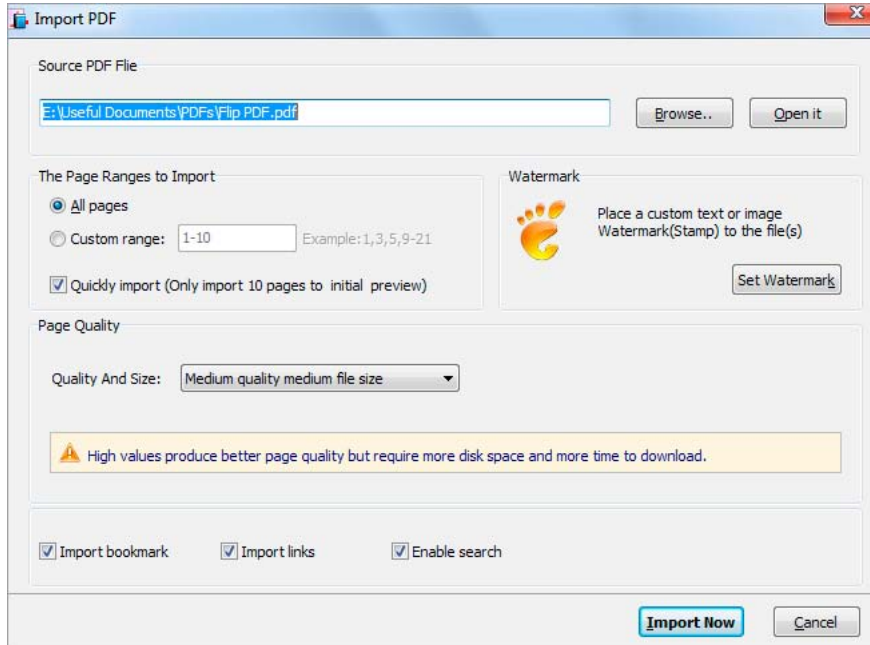 Import PDF
Source PDF Flie
E:\Useful Documents\PDFs\Flip PDF.pdf
Browse..
Open it
The Page Ranges to Import
All pages
Custom range:
1-10
Example:1,3,5,9-21
Quickly import (Only import 10 pages to initial preview)
Watermark
Place a custom text or image
Watermark(Stamp) to the file(s)
Set Watermark
Page Quality
Quality And Size:
Medium quality medium file size
High values produce better page quality but require more disk space and more time to download.
Import bookmark
Import links
Enable search
Import Now
Cancel